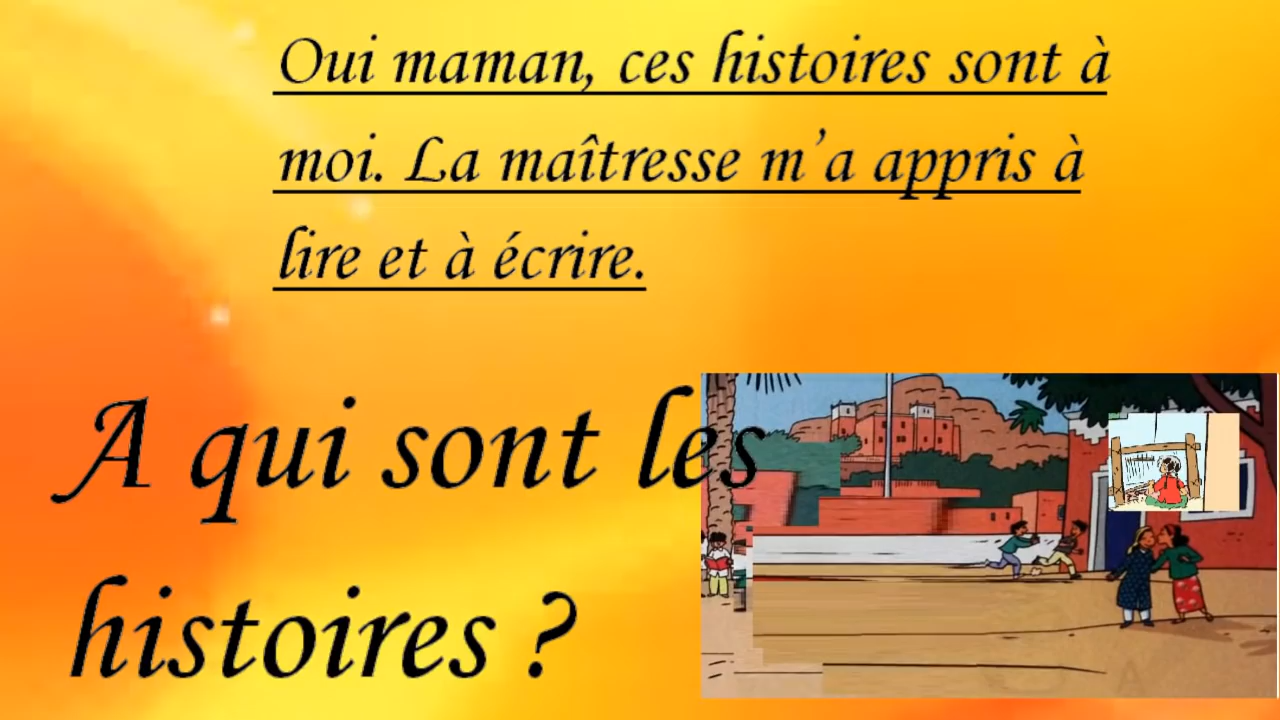 Oui maman, ces histoires sont à
moi. La maîtresse m’a appris à
lire et à écrire.
A qui sont les
histoires ?